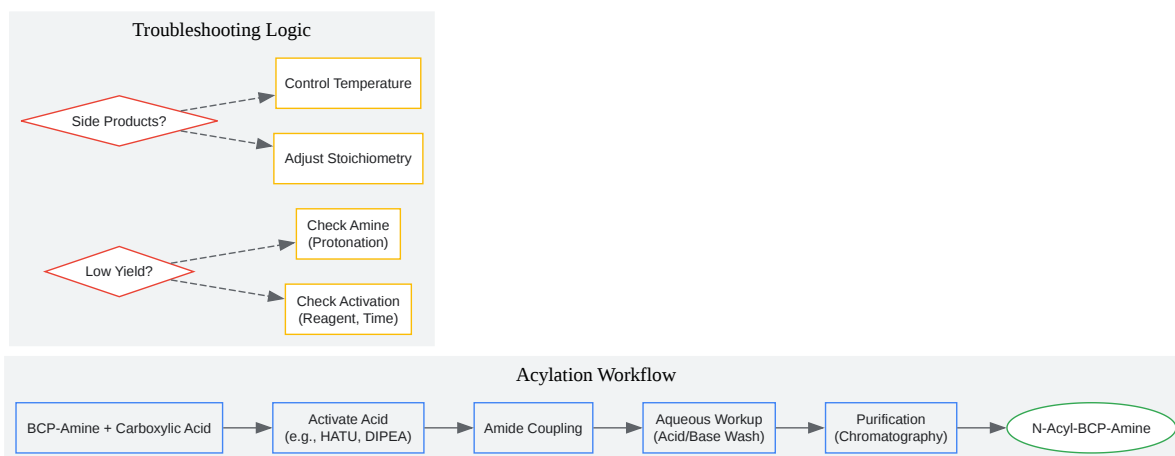 Troubleshooting Logic
Side Products?
Control Temperature
Adjust Stoichiometry
Low Yield?
Check Amine
(Protonation)
Check Activation
(Reagent, Time)
Acylation Workflow
BCP-Amine + Carboxylic Acid
Activate Acid
(e.g., HATU, DIPEA)
Amide Coupling
Aqueous Workup
(Acid/Base Wash)
Purification
(Chromatography)
N-Acyl-BCP-Amine